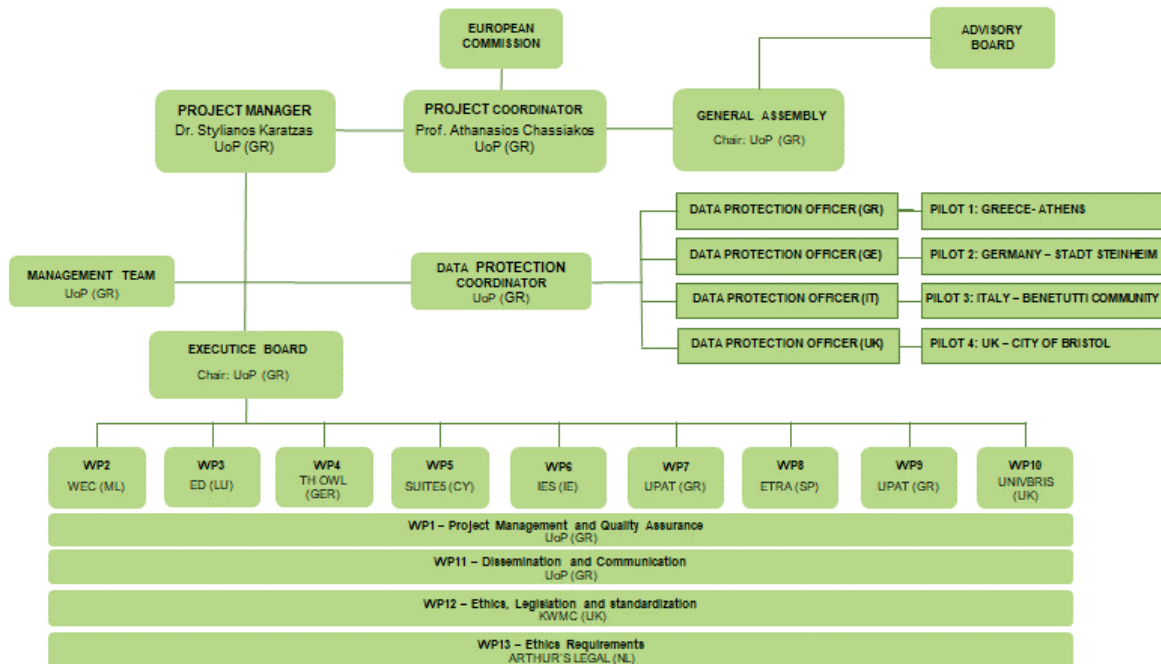 EUROPEAN
COMMISSION
ADVISORY
BOARD
PROJECT MANAGER
Dr. Stylianos Karatzas
UoP (GR)
PROJECT COORDINATOR
Prof. Athanasios Chassiakos
UoP (GR)
GENERAL ASSEMBLY
Chair: UoP (GR)
DATA PROTECTION OFFICER (GR)
PILOT 1: GREECE- ATHENS
DATA PROTECTION OFFICER (GE)
PILOT 2: GERMANY – STADT STEINHEIM
MANAGEMENT TEAM
UoP (GR)
DATA PROTECTION
COORDINATOR
UoP (GR)
DATA PROTECTION OFFICER (IT)
PILOT 3: ITALY – BENETUTTI COMMUNITY
DATA PROTECTION OFFICER (UK)
PILOT 4: UK – CITY OF BRISTOL
EXECUTICE BOARD
Chair: UoP (GR)
WP2
WEC (ML)
WP3
ED (LU)
WP4
TH OWL
(GER)
WP5
SUITE5 (CY)
WP6
IES (IE)
WP7
UPAT (GR)
WP8
ETRA (SP)
WP9
UPAT (GR)
WP10
UNIVBRIS
(UK)
WP1 – Project Management and Quality Assurance
UoP (GR)
WP11 – Dissemination and Communication
UoP (GR)
WP12 – Ethics, Legislation and standardization
KWMC (UK)
WP13 – Ethics Requirements
ARTHUR'S LEGAL (NL)